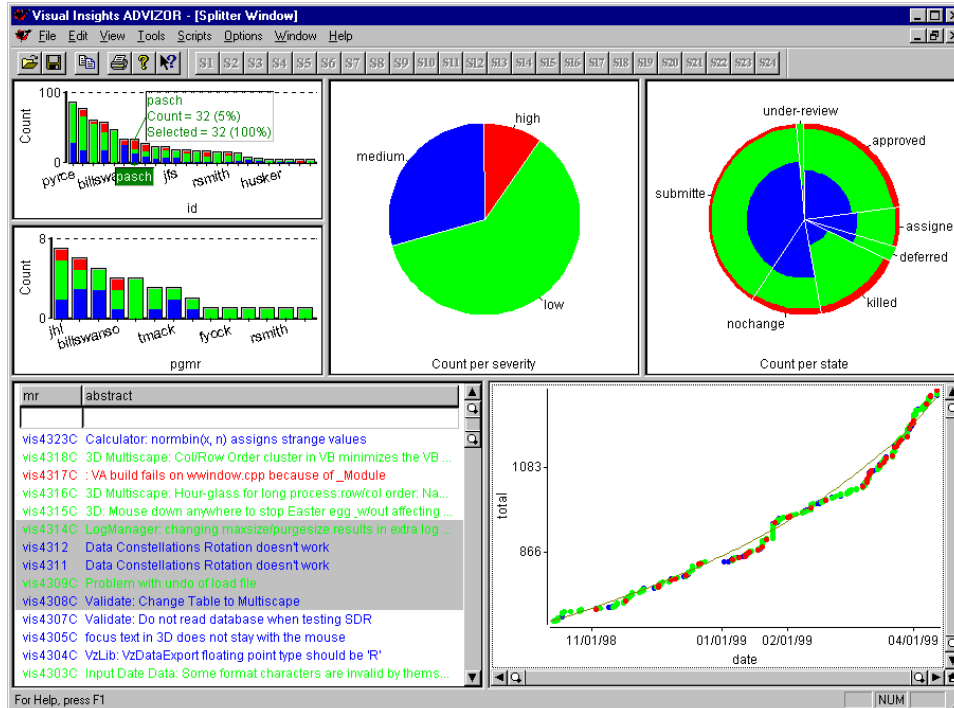 Visual Insights ADVIZOR - [Splitter Window]
File Edit View Tools Scripts Options Window Help
S1 S2 S3 S4 S5 S6 S7 S8 S9 S10 S11 S12 S13 S14 S15 S16 S17 S18 S19 S20 S21 S22 S23 S24
100
Count
0
pasch
Count = 32 (5%)
Selected = 32 (100%)
pyrce billswa pasch jfs rsmith husker
id
8
Count
0
jhl billswanso tmack fyock rsmith
pgmr
high
medium
low
Count per severity
under-review
approved
submitte
assigne
deferred
killed
nochange
Count per state
mr abstract
vis4323C Calculator: normbin(x, n) assigns strange values
vis4318C 3D Multiscape: Col/Row Order cluster in VB minimizes the VB ...
vis4317C : VA build fails on wwindow.cpp because of _Module
vis4316C 3D Multiscape: Hour-glass for long process:row/col order: Na...
vis4315C 3D: Mouse down anywhere to stop Easter egg _w/out affecting ...
vis4314C LogManager: changing maxsize/purgesize results in extra log ...
vis4312 Data Constellations Rotation doesn't work
vis4311 Data Constellations Rotation doesn't work
vis4309C Problem with undo of load file
vis4308C Validate: Change Table to Multiscape
vis4307C Validate: Do not read database when testing SDR
vis4305C focus text in 3D does not stay with the mouse
vis4304C VzLib: VzDataExport floating point type should be 'R'
vis4303C Input Date Data: Some format characters are invalid by thems...
1083
total
866
11/01/98 01/01/99 02/01/99 04/01/99
date
For Help, press F1
NUM